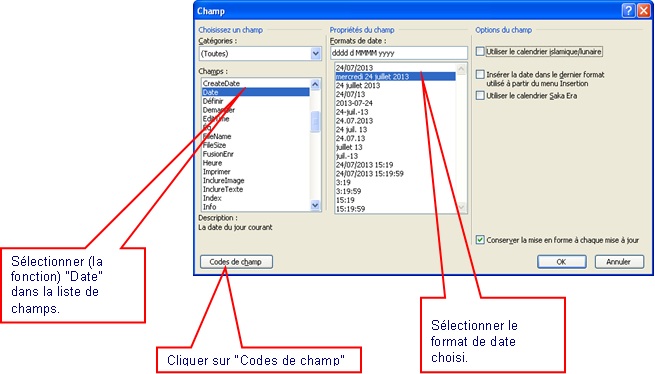 Champ
Choisissez un champ
Catégories :
(Toutes)
Champs :
CreateDate
Date
Définir
Demander
EditTime
Eq
FileName
FileSize
FusionEnr
Heure
Imprimer
InclureImage
InclureTexte
Index
Info
Description :
La date du jour courant
Codes de champ
Propriétés du champ
Formats de date :
dddd d MMMM yyyy
24/07/2013
mercredi 24 juillet 2013
24 juillet 2013
24/07/13
2013-07-24
24-juil.-13
24.07.2013
24 juil. 13
24.07.13
juillet 13
juil.-13
24/07/2013 15:19
24/07/2013 15:19:59
3:19
3:19:59
15:19
15:19:59
Options du champ
Utiliser le calendrier islamique/lunaire
Insérer la date dans le dernier format
utilisé à partir du menu Insertion
Utiliser le calendrier Saka Era
Conserver la mise en forme à chaque mise à jour
OK
Annuler
Sélectionner (la
fonction) "Date"
dans la liste de
champs.
Cliquer sur "Codes de champ"
Sélectionner le
format de date
choisi.